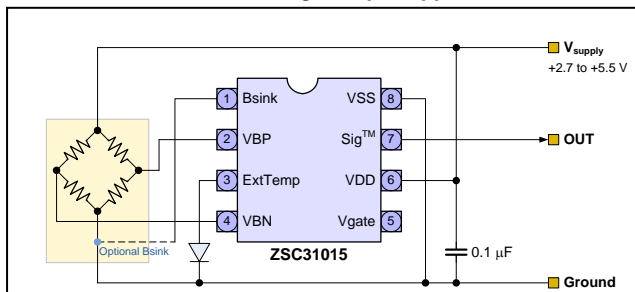 Vsupply
+2.7 to +5.5 V
1 Bsink VSS 8
2 VBP Sig™ 7
OUT
3 ExtTemp VDD 6
4 VBN Vgate 5
Optional Bsink
ZSC31015
0.1 µF
Ground